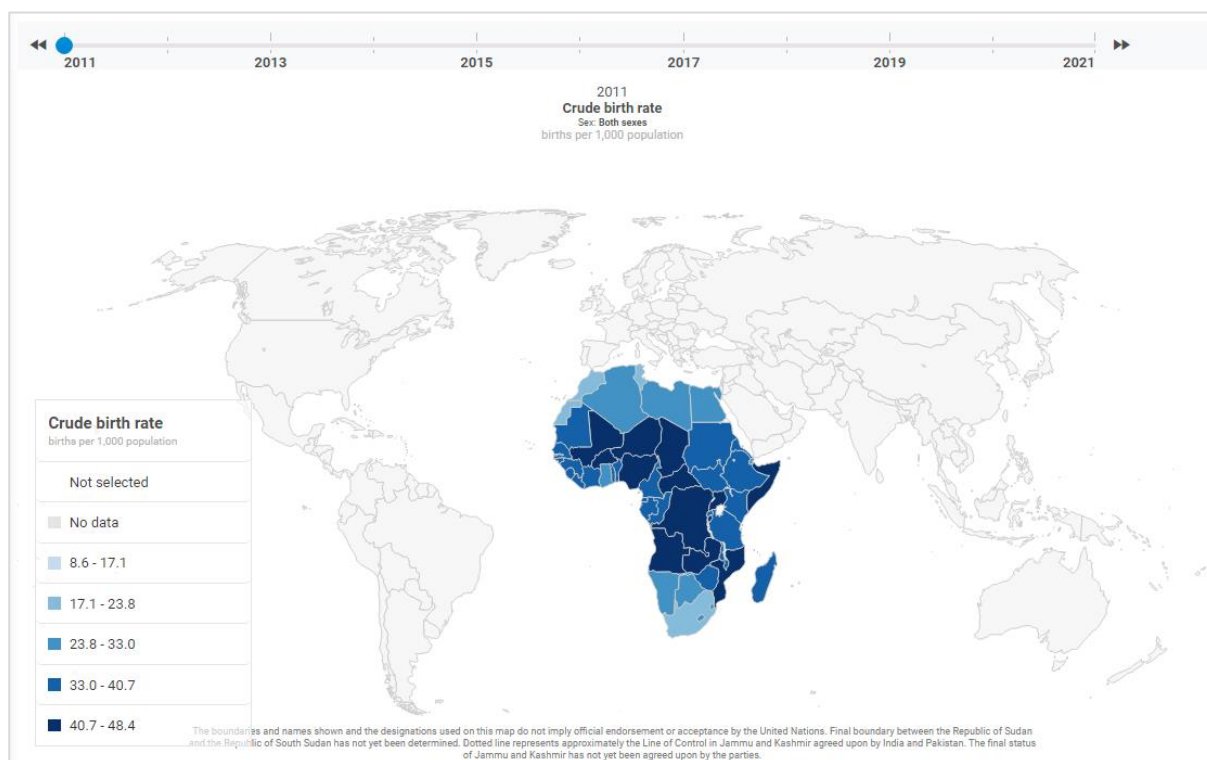 2011 2013 2015 2017 2019 2021
2011
Crude birth rate
Sex: Both sexes
births per 1,000 population
Crude birth rate
births per 1,000 population
Not selected
No data
8.6 - 17.1
17.1 - 23.8
23.8 - 33.0
33.0 - 40.7
40.7 - 48.4
The boundaries and names shown and the designations used on this map do not imply official endorsement or acceptance by the United Nations. Final boundary between the Republic of Sudan
and the Republic of South Sudan has not yet been determined. Dotted line represents approximately the Line of Control in Jammu and Kashmir agreed upon by India and Pakistan. The final status
of Jammu and Kashmir has not yet been agreed upon by the parties.